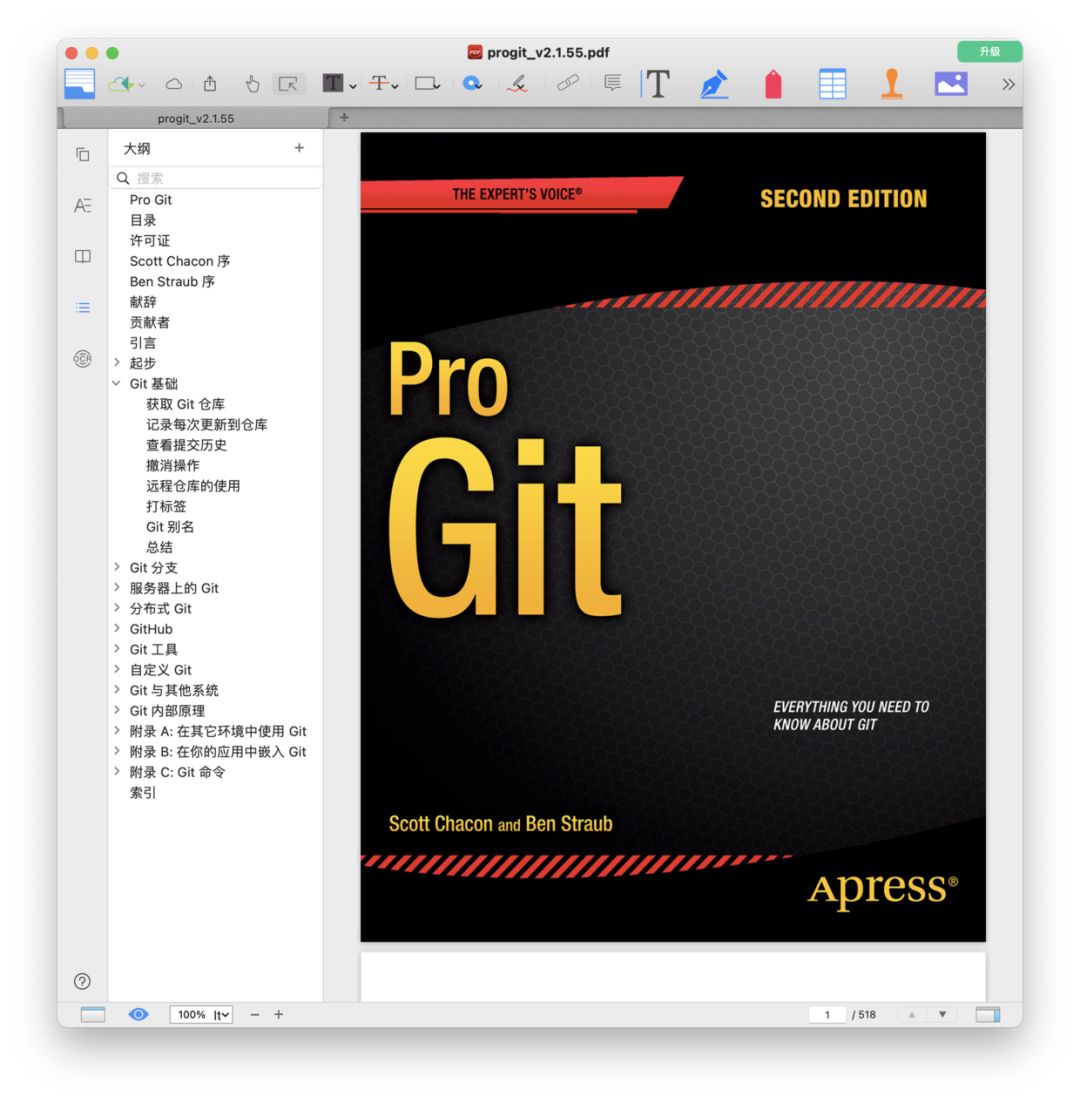 progit_v2.1.55.pdf
升级
progit_v2.1.55
大纲
搜索
Pro Git
目录
许可证
Scott Chacon 序
Ben Straub 序
献辞
贡献者
引言
起步
Git 基础
获取 Git 仓库
记录每次更新到仓库
查看提交历史
撤消操作
远程仓库的使用
打标签
Git 别名
总结
Git 分支
服务器上的 Git
分布式 Git
GitHub
Git 工具
自定义 Git
Git 与其他系统
Git 内部原理
附录 A: 在其它环境中使用 Git
附录 B: 在你的应用中嵌入 Git
附录 C: Git 命令
索引
THE EXPERT'S VOICE®
SECOND EDITION
Pro
Git
EVERYTHING YOU NEED TO
KNOW ABOUT GIT
Scott Chacon and Ben Straub
Apress®
100%
1 / 518